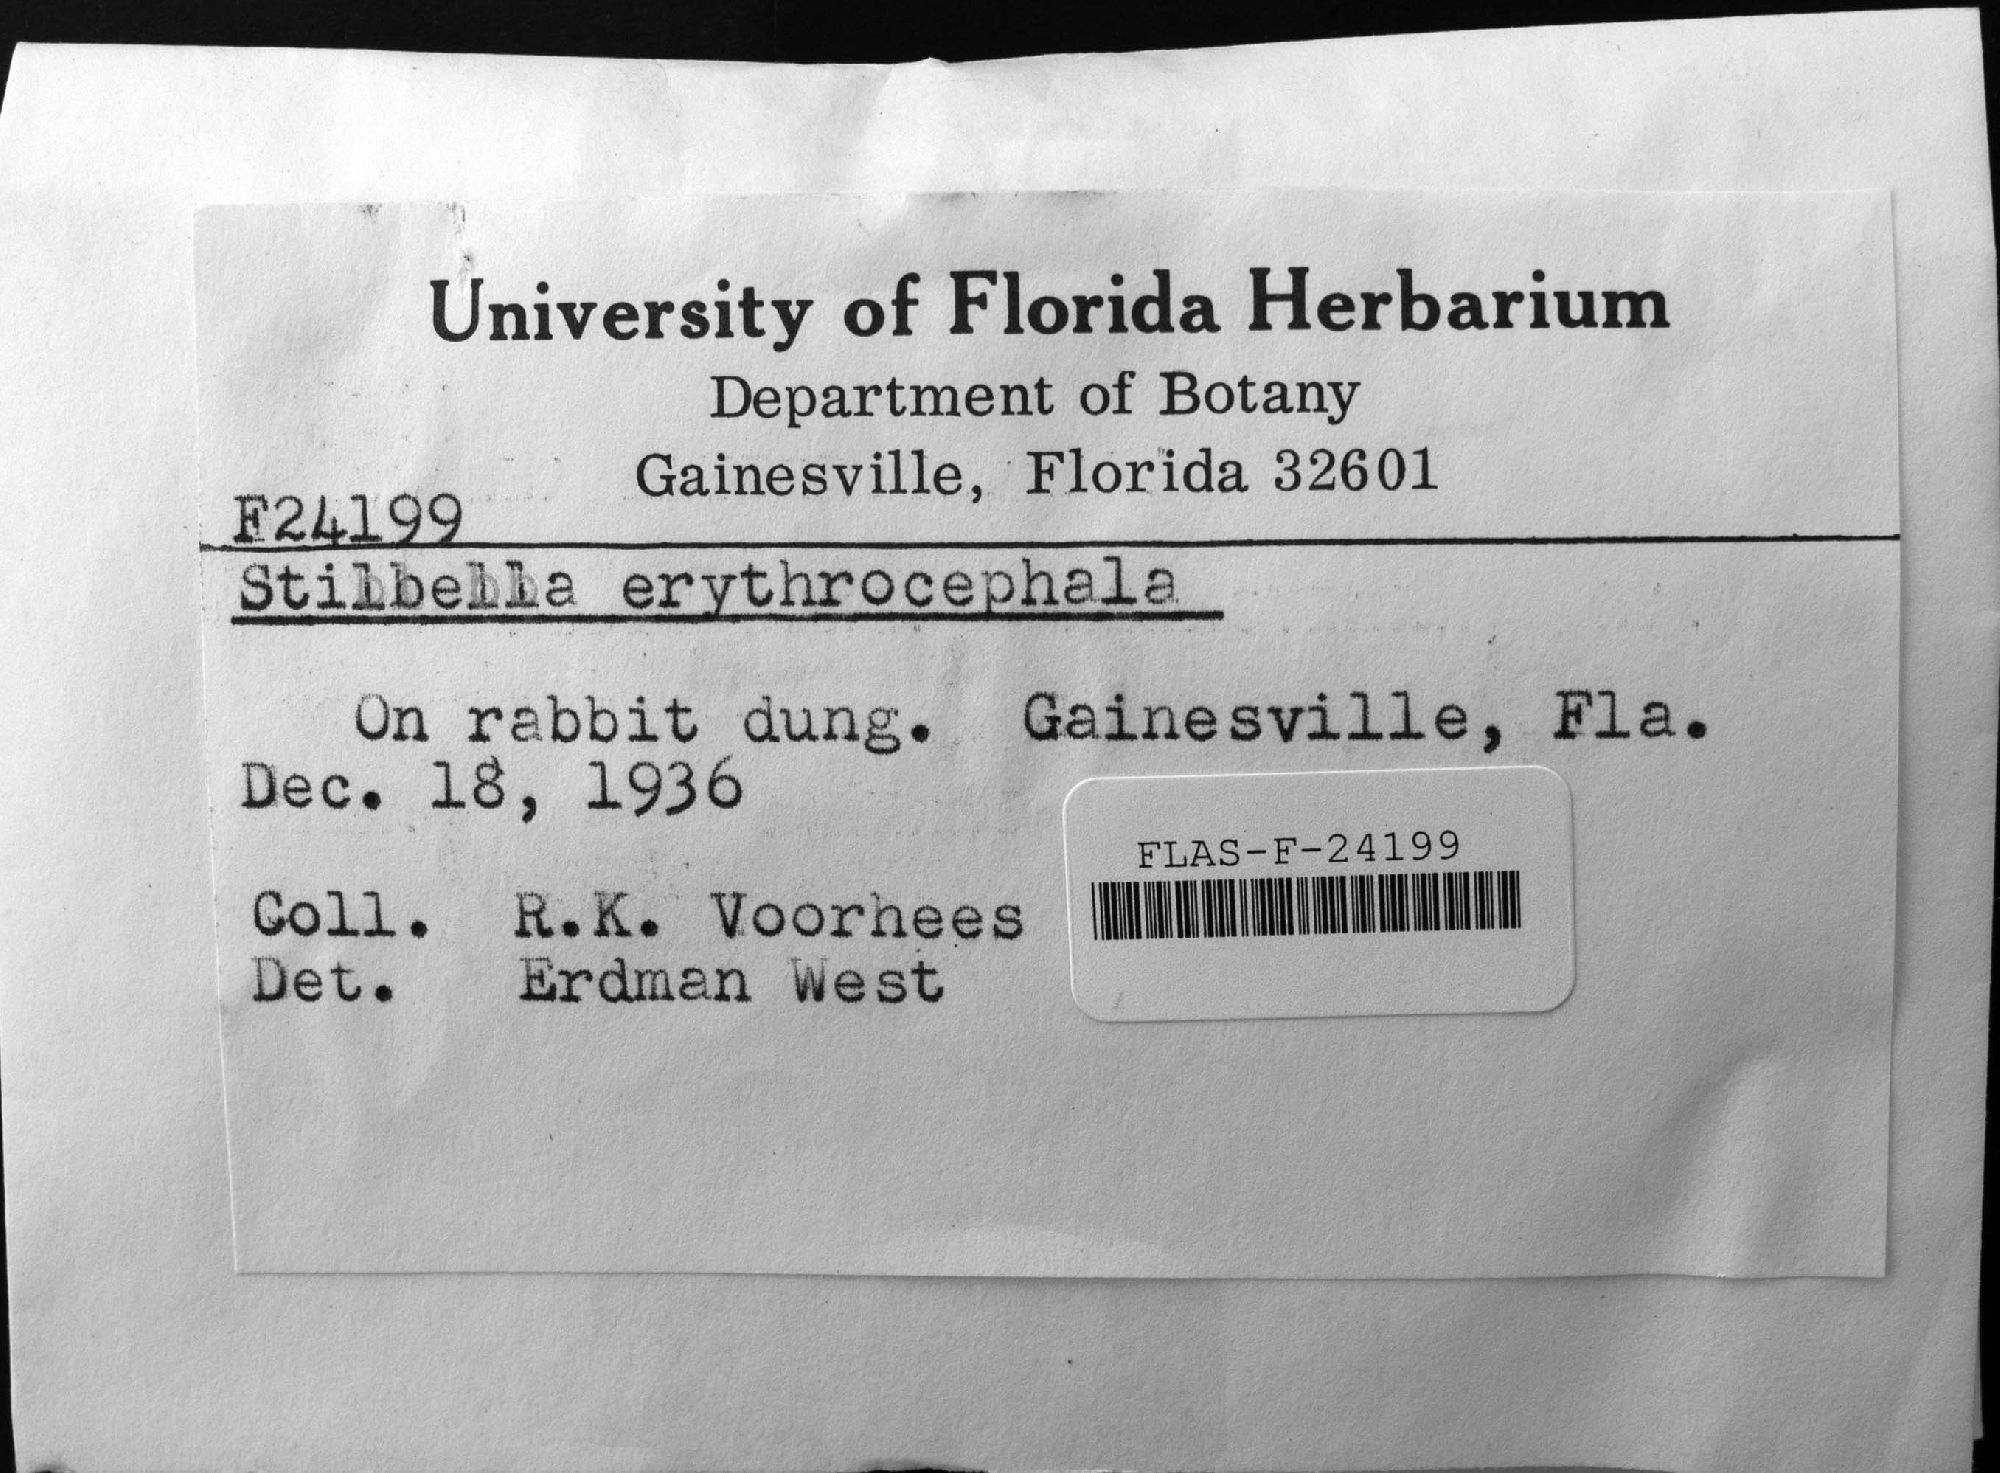 University of Florida Herbarium
Department of Botany
Gainesville, Florida 32601
F24199
Stilbella erythrocephala
On rabbit dung. Gainesville, Fla.
Dec. 18, 1936
FLAS-F-24199
Coll. R.K. Voorhees
Det. Erdman West